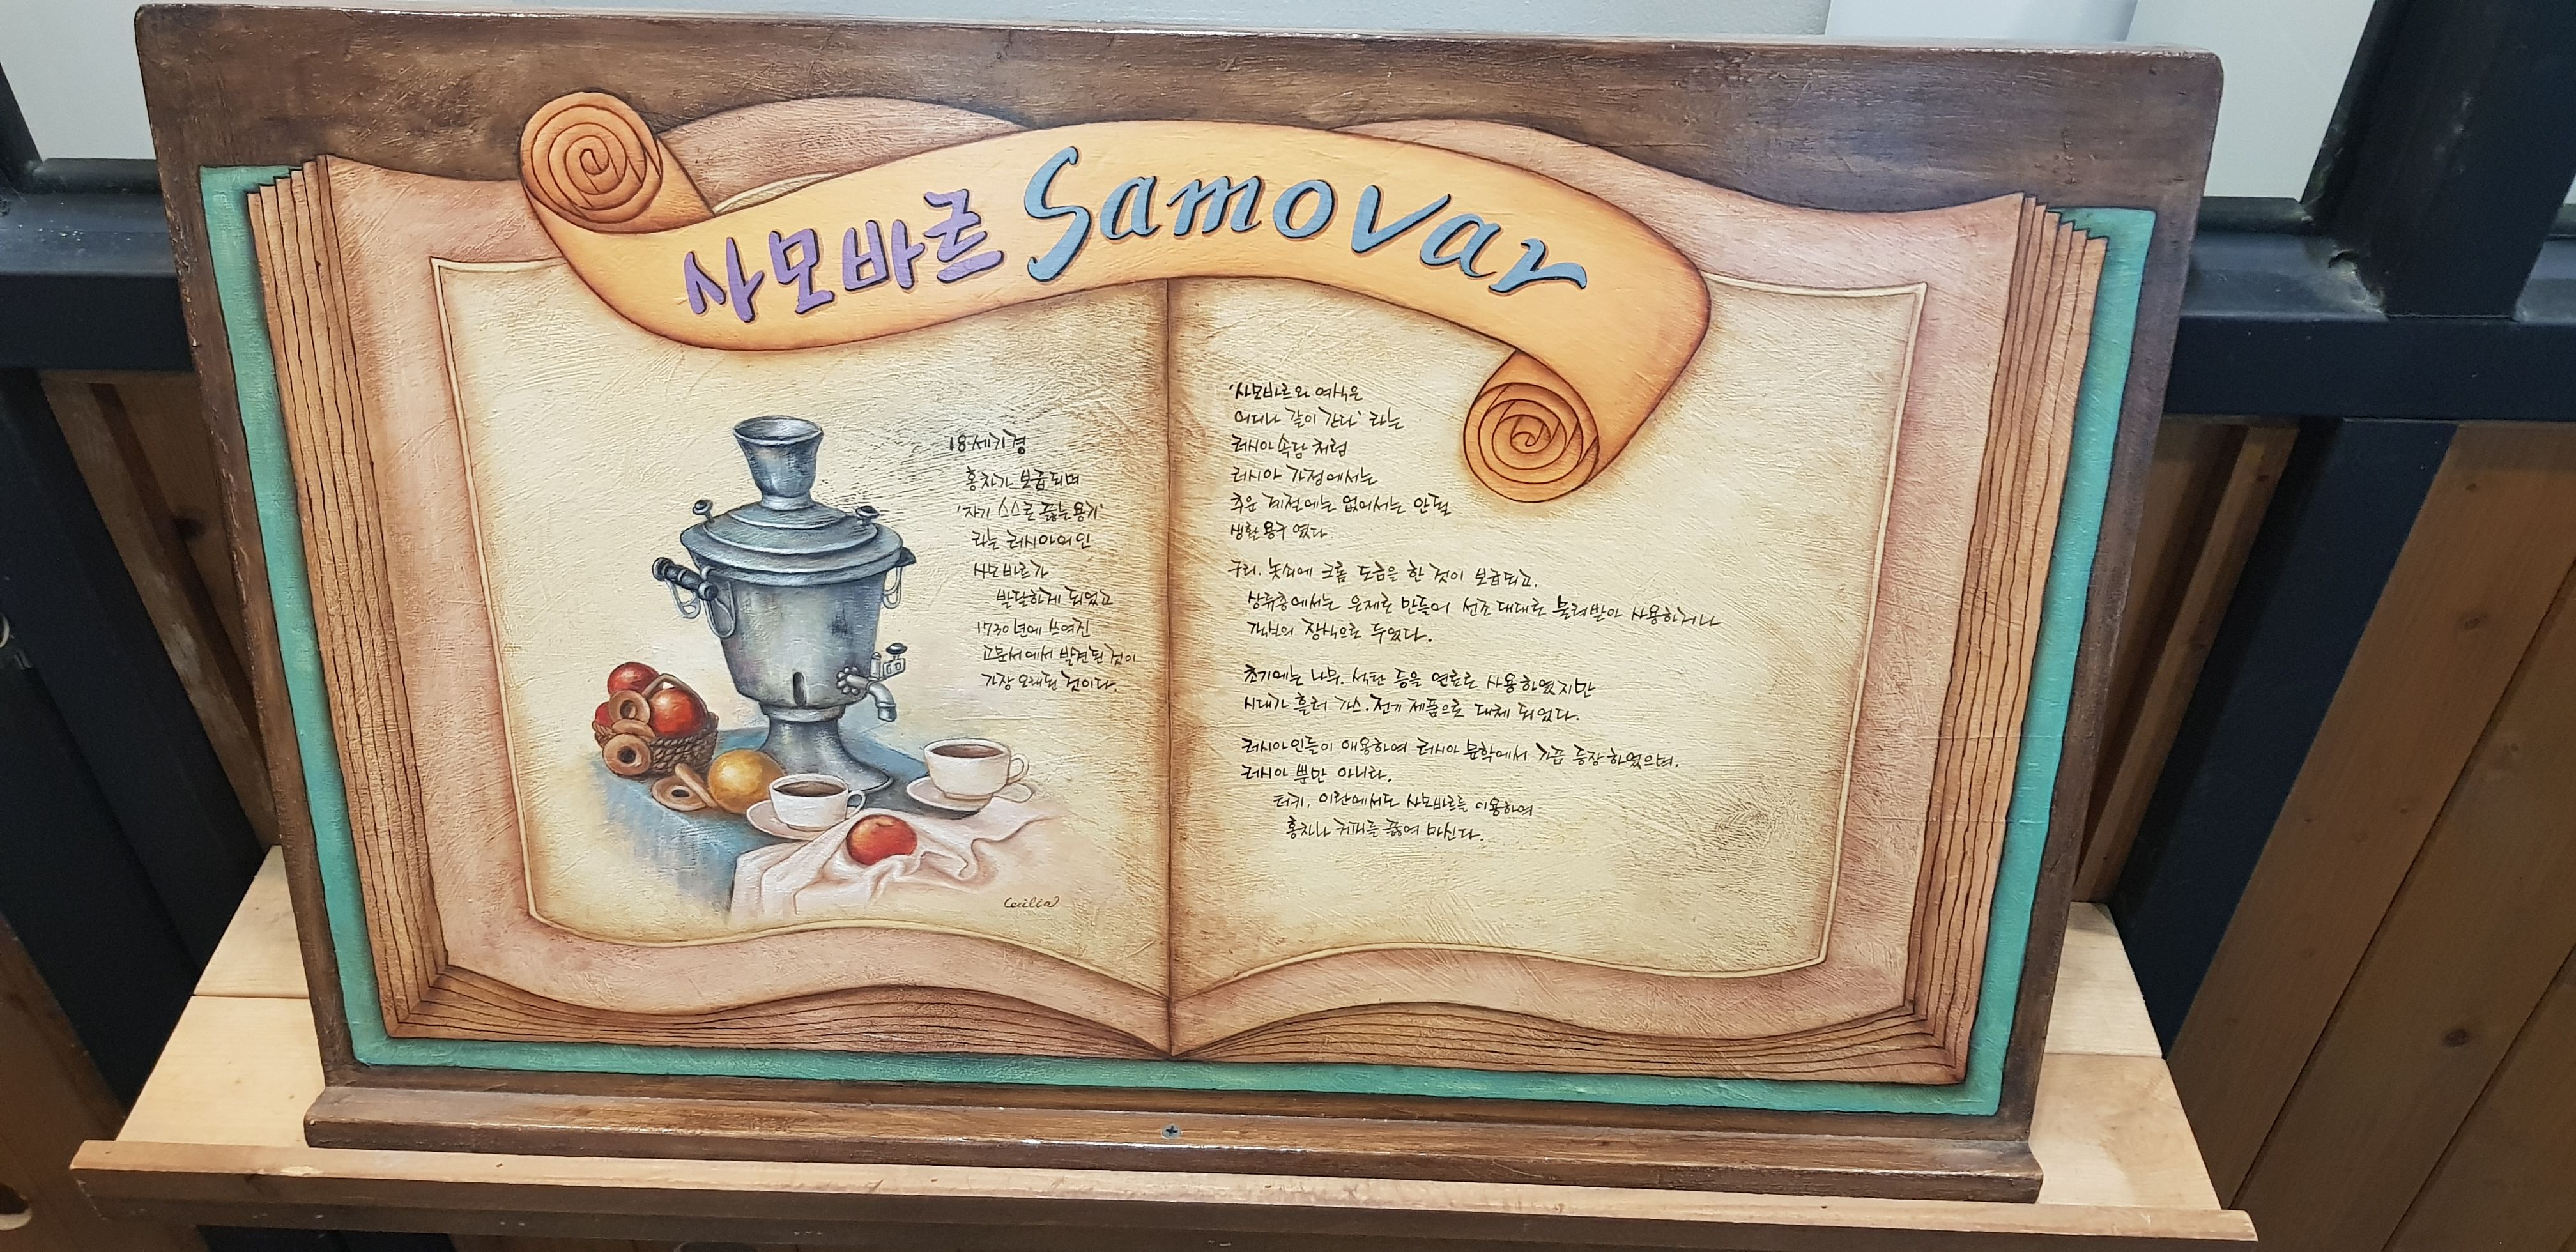 사모바르 Samovar
18세기경
홍차가 보급되며
'자기 스스로 끓는 용기'
라는 러시아어인
사모바르가
발달하게 되었고
1730년에 쓰여진
고문서에서 발견된 것이
가장 오래된 것이다.
Cecilia
'사모바르와 예식은
어디나 같이 간다' 라는
러시아 속담 처럼
러시아 가정에서는
추운 계절에는 없어서는 안될
생활 용구 였다
구리, 놋쇠에 크롬 도금을 한 것이 보급되고,
상류층에서는 은제로 만들어 선조 대대로 물려받아 사용하거나
객실의 장식으로 두었다.
초기에는 나무, 석탄 등을 연료로 사용하였지만
시대가 흘러 가스, 전기 제품으로 대체 되었다.
러시아인들이 애용하여 러시아 문학에서 가끔 등장하였으며,
러시아 뿐만 아니라,
터키, 이란에서도 사모바르를 이용하여
홍차나 커피를 끓여 마신다.